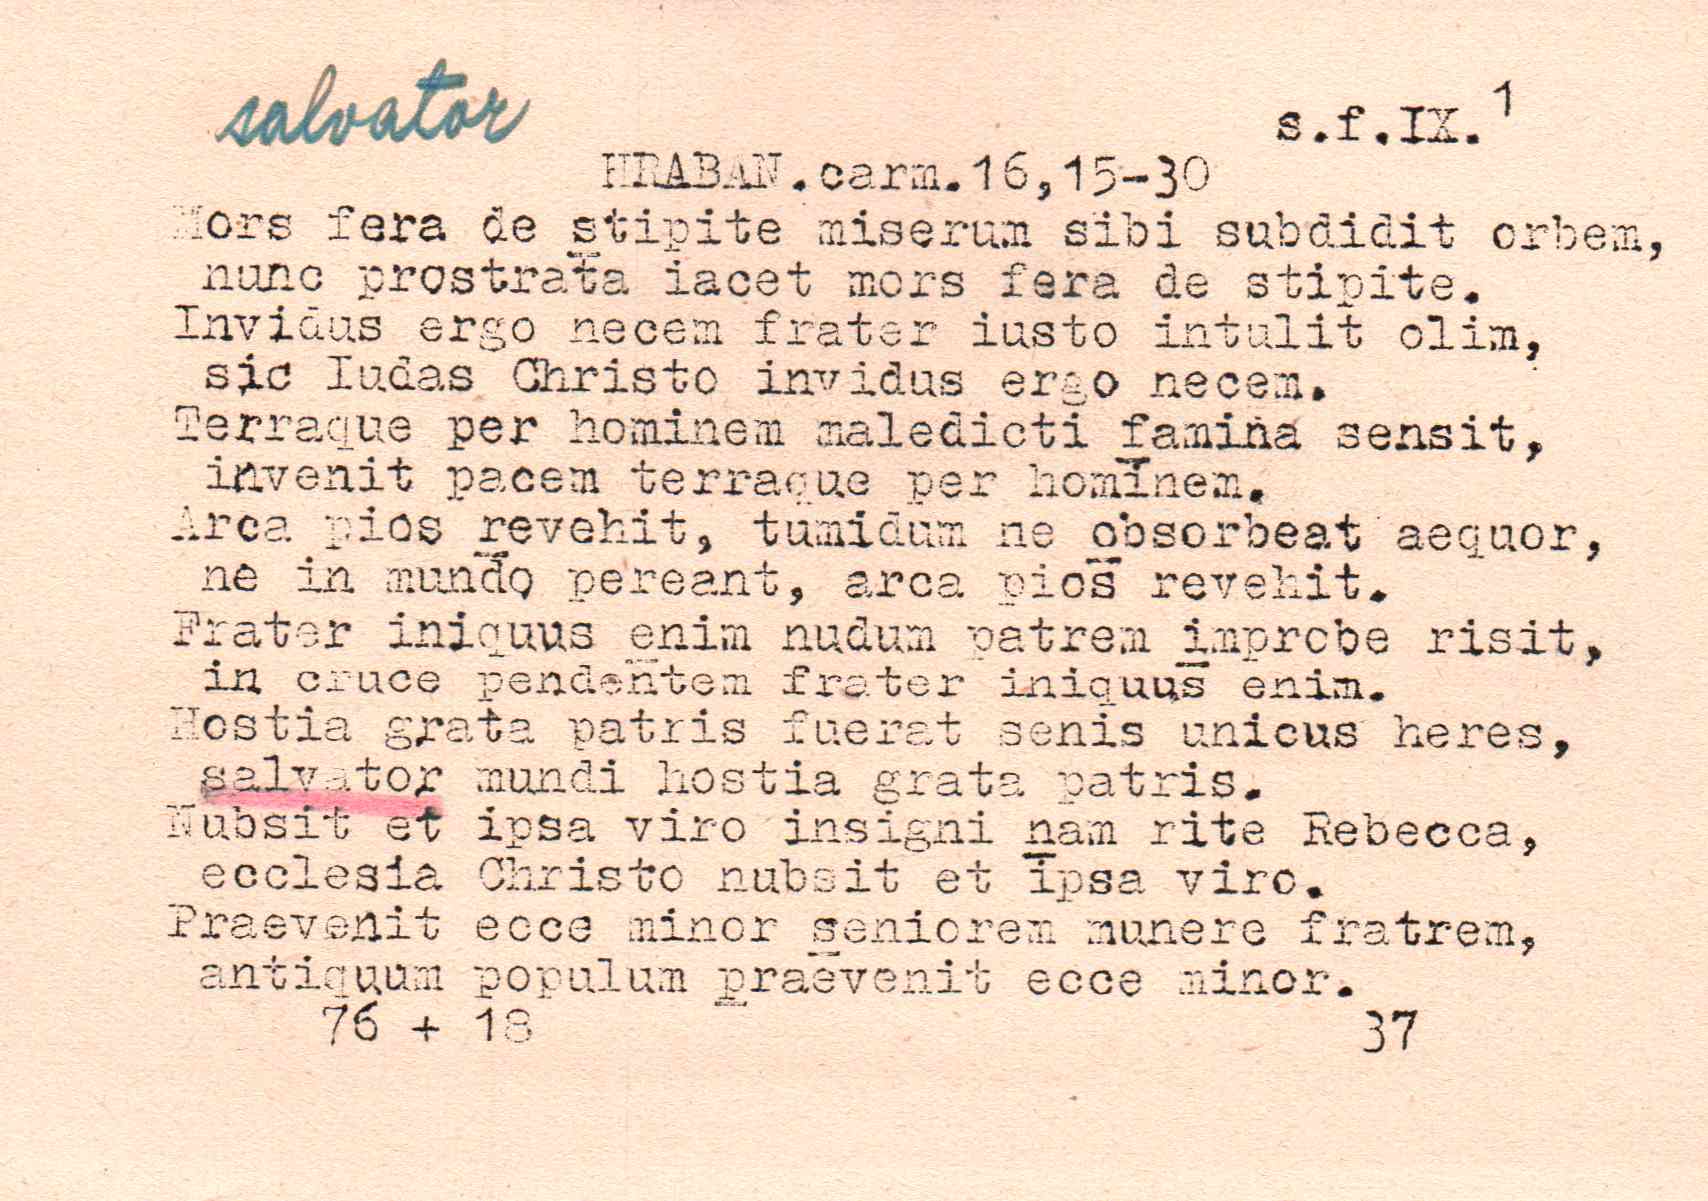 salvator
s.f.IX.¹
HRABAN.carm.16,15-30
Mors fera de stipite miserum sibi subdidit orbem,
nunc prostrata iacet mors fera de stipite.
Invidus ergo necem frater iusto intulit olim,
sic Iudas Christo invidus ergo necem.
Terraque per hominem maledicti famina sensit,
invenit pacem terraque per hominem.
Arca pios revehit, tumidum ne obsorbeat aequor,
ne in mundo pereant, arca pios revehit.
Frater iniquus enim nudum patrem improbe risit,
in cruce pendentem frater iniquus enim.
Hostia grata patris fuerat senis unicus heres,
salvator mundi hostia grata patris.
Nubsit et ipsa viro insigni nam rite Rebecca,
ecclesia Christo nubsit et ipsa viro.
Praevenit ecce minor seniorem munere fratrem,
antiquum populum praevenit ecce minor.
76 + 18 37